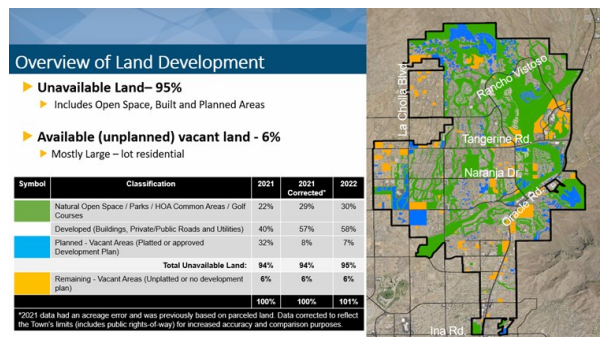 Overview of Land Development
Unavailable Land– 95%
Includes Open Space, Built and Planned Areas
Available (unplanned) vacant land - 6%
Mostly Large – lot residential
Symbol Classification 2021 2021 Corrected* 2022
Natural Open Space / Parks / HOA Common Areas / Golf Courses 22% 29% 30%
Developed (Buildings, Private/Public Roads and Utilities) 40% 57% 58%
Planned - Vacant Areas (Platted or approved Development Plan) 32% 8% 7%
Total Unavailable Land: 94% 94% 95%
Remaining - Vacant Areas (Unplatted or no development plan) 6% 6% 6%
100% 100% 101%
*2021 data had an acreage error and was previously based on parceled land. Data corrected to reflect
the Town's limits (includes public rights-of-way) for increased accuracy and comparison purposes.
La Cholla Blvd.
Rancho Vistoso
Tangerine Rd.
Naranja Dr.
Oracle Rd.
Ina Rd.